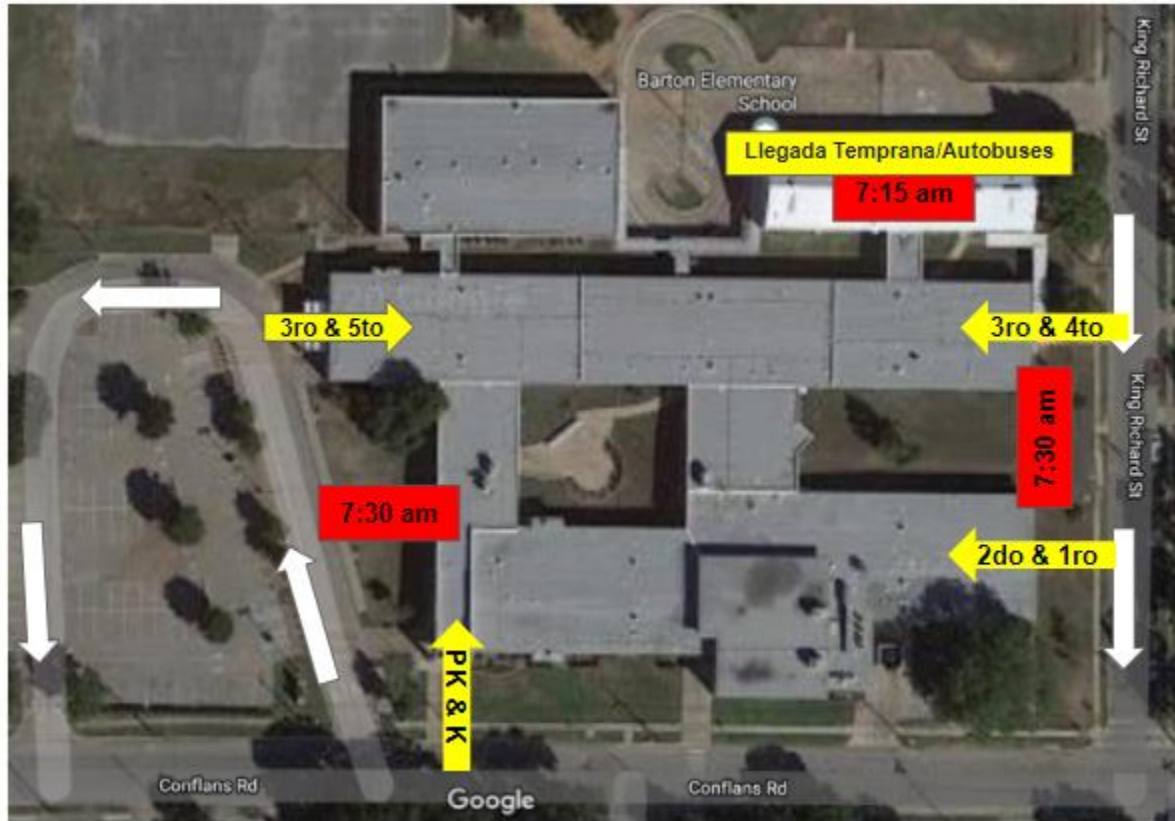 King Richard St
Barton Elementary
School
Llegada Temprana/Autobuses
7:15 am
3ro & 5to
3ro & 4to
King Richard St
7:30 am
7:30 am
2do & 1ro
PK & K
Conflans Rd
Google
Conflans Rd